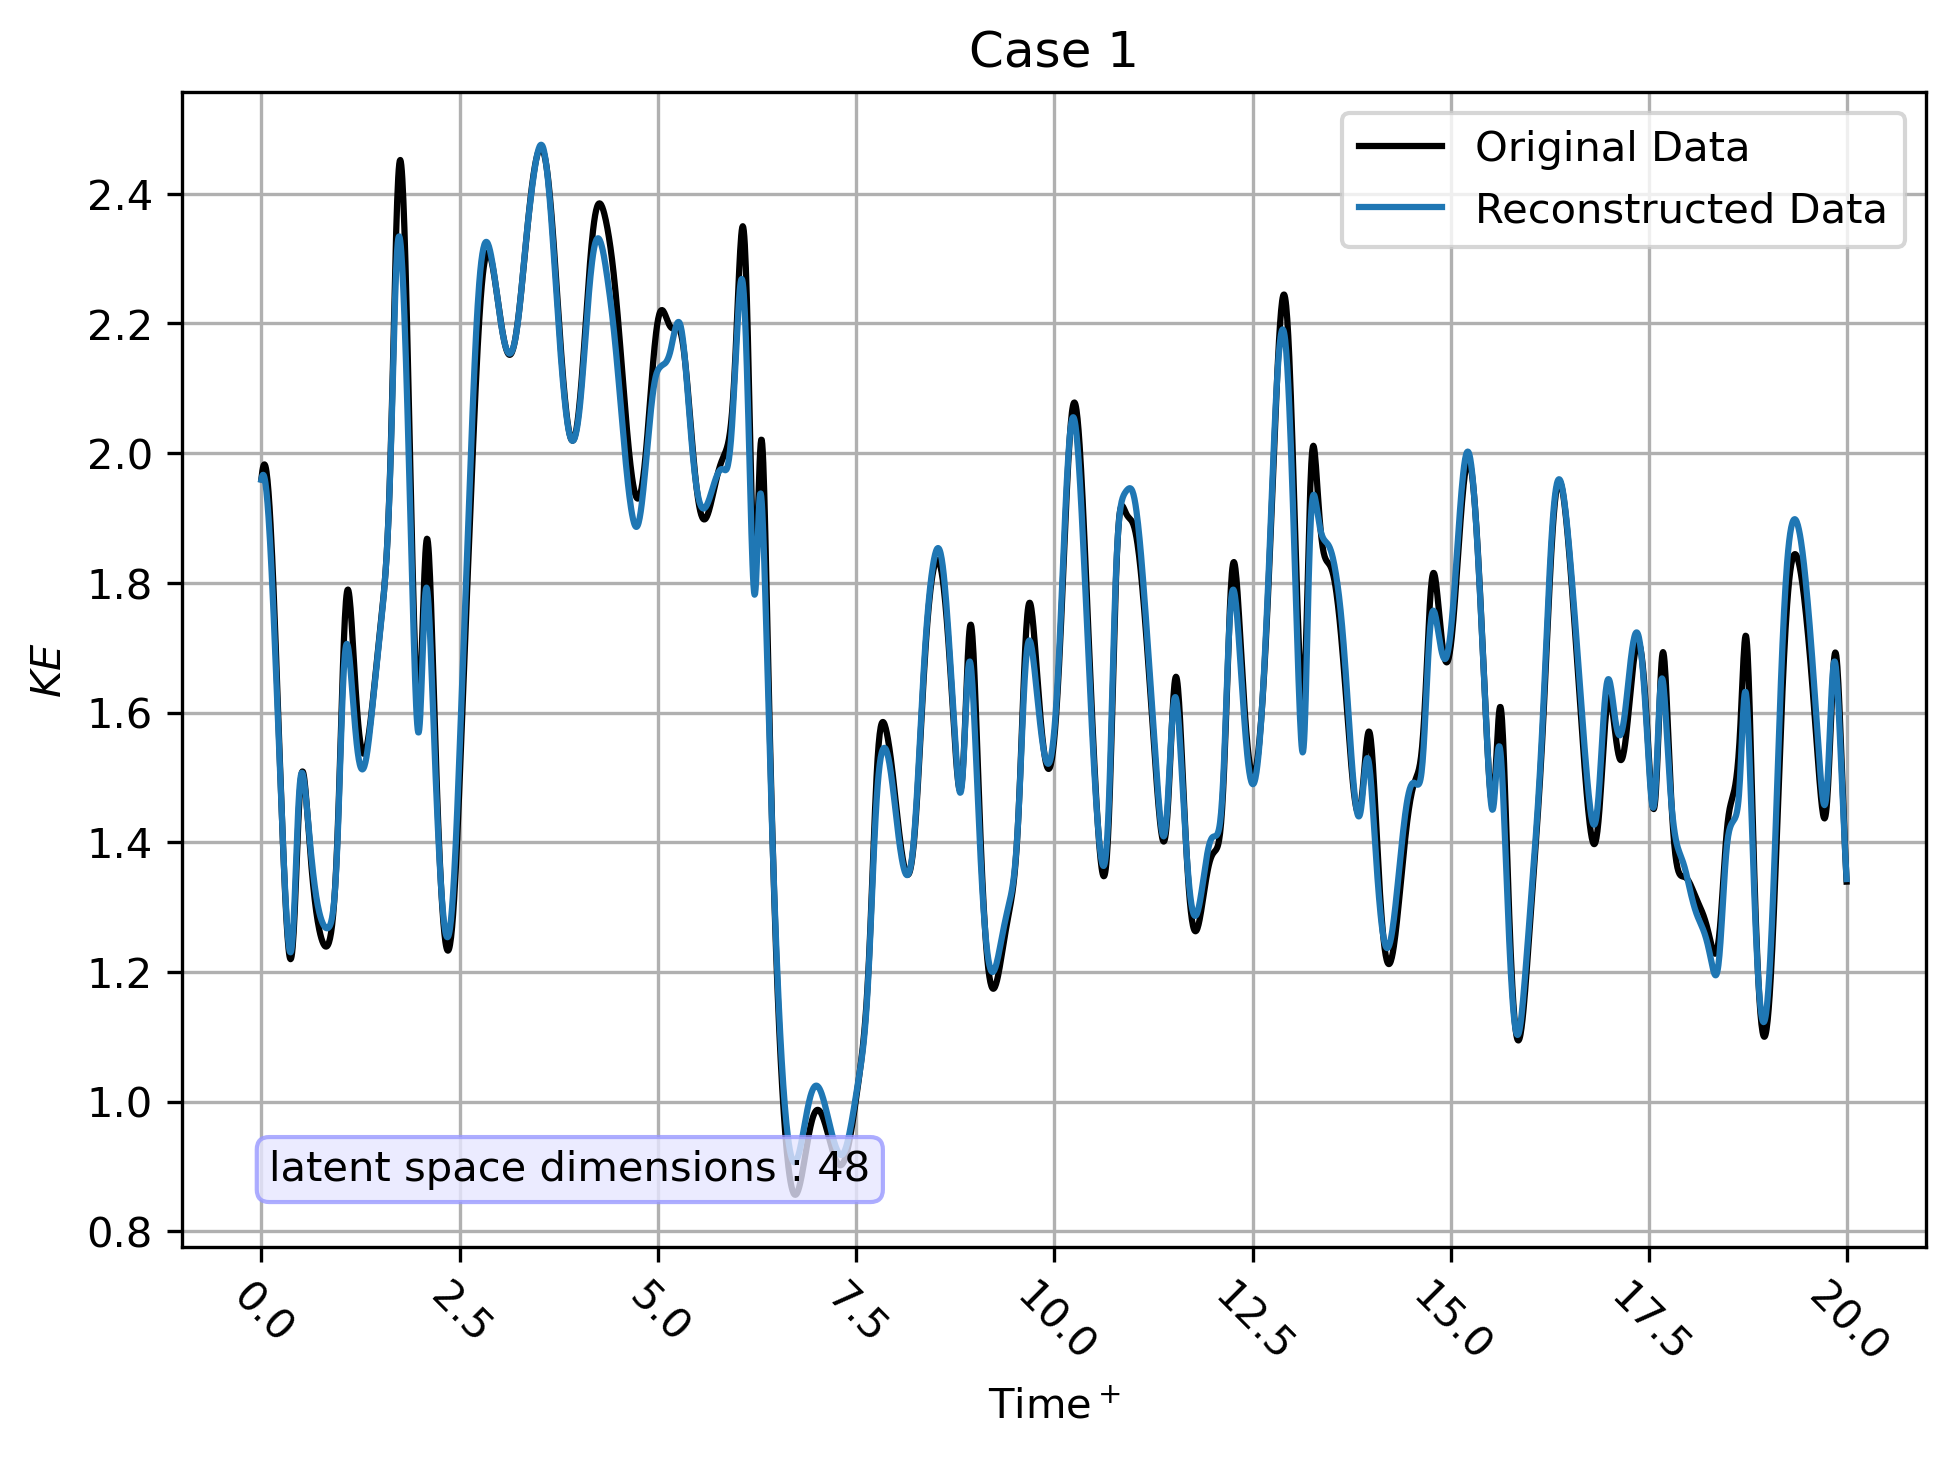 Case 1
Original Data
Reconstructed Data
KE
2.4
2.2
2.0
1.8
1.6
1.4
1.2
1.0
0.8
latent space dimensions : 48
0.0 2.5 5.0 7.5 10.0 12.5 15.0 17.5 20.0
Time⁺